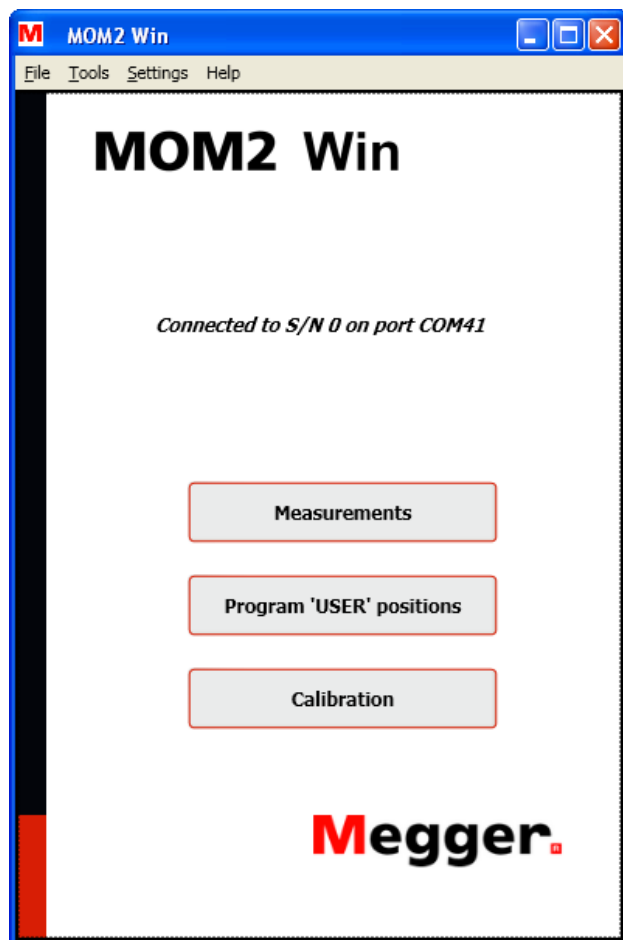 M MOM2 Win
File Tools Settings Help
MOM2 Win
Connected to S/N 0 on port COM41
Measurements
Program 'USER' positions
Calibration
Megger.